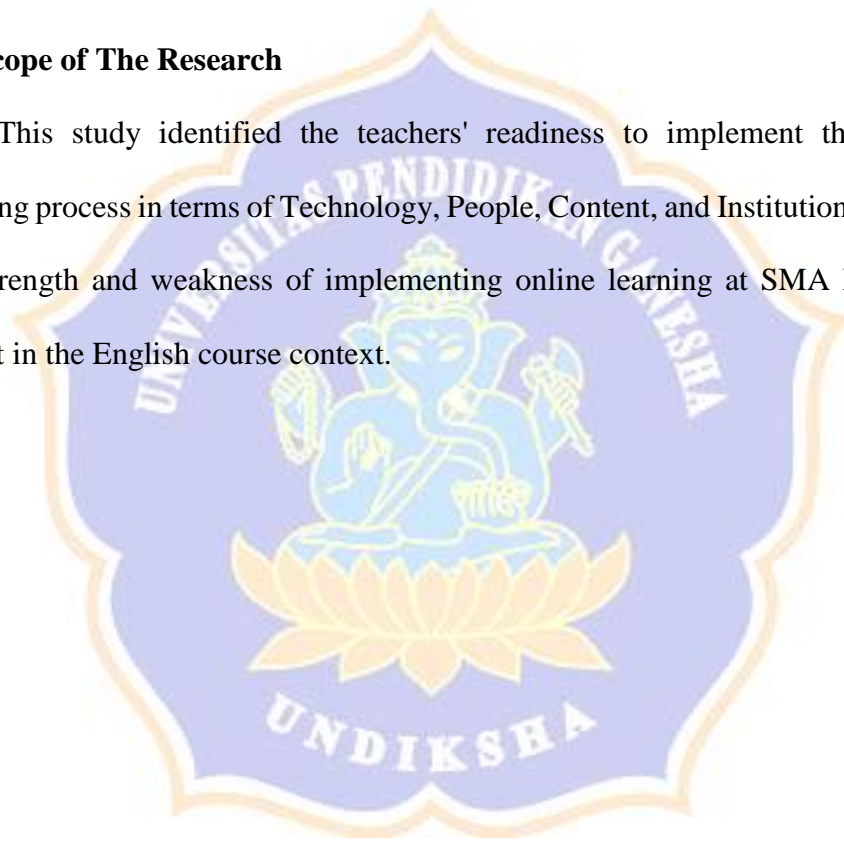 cope of The Research
This study identified the teachers' readiness to implement th
ng process in terms of Technology, People, Content, and Institution
rength and weakness of implementing online learning at SMA
t in the English course context.
UNIVERSITAS PENDIDIKAN GANESHA
UNDIKSHA